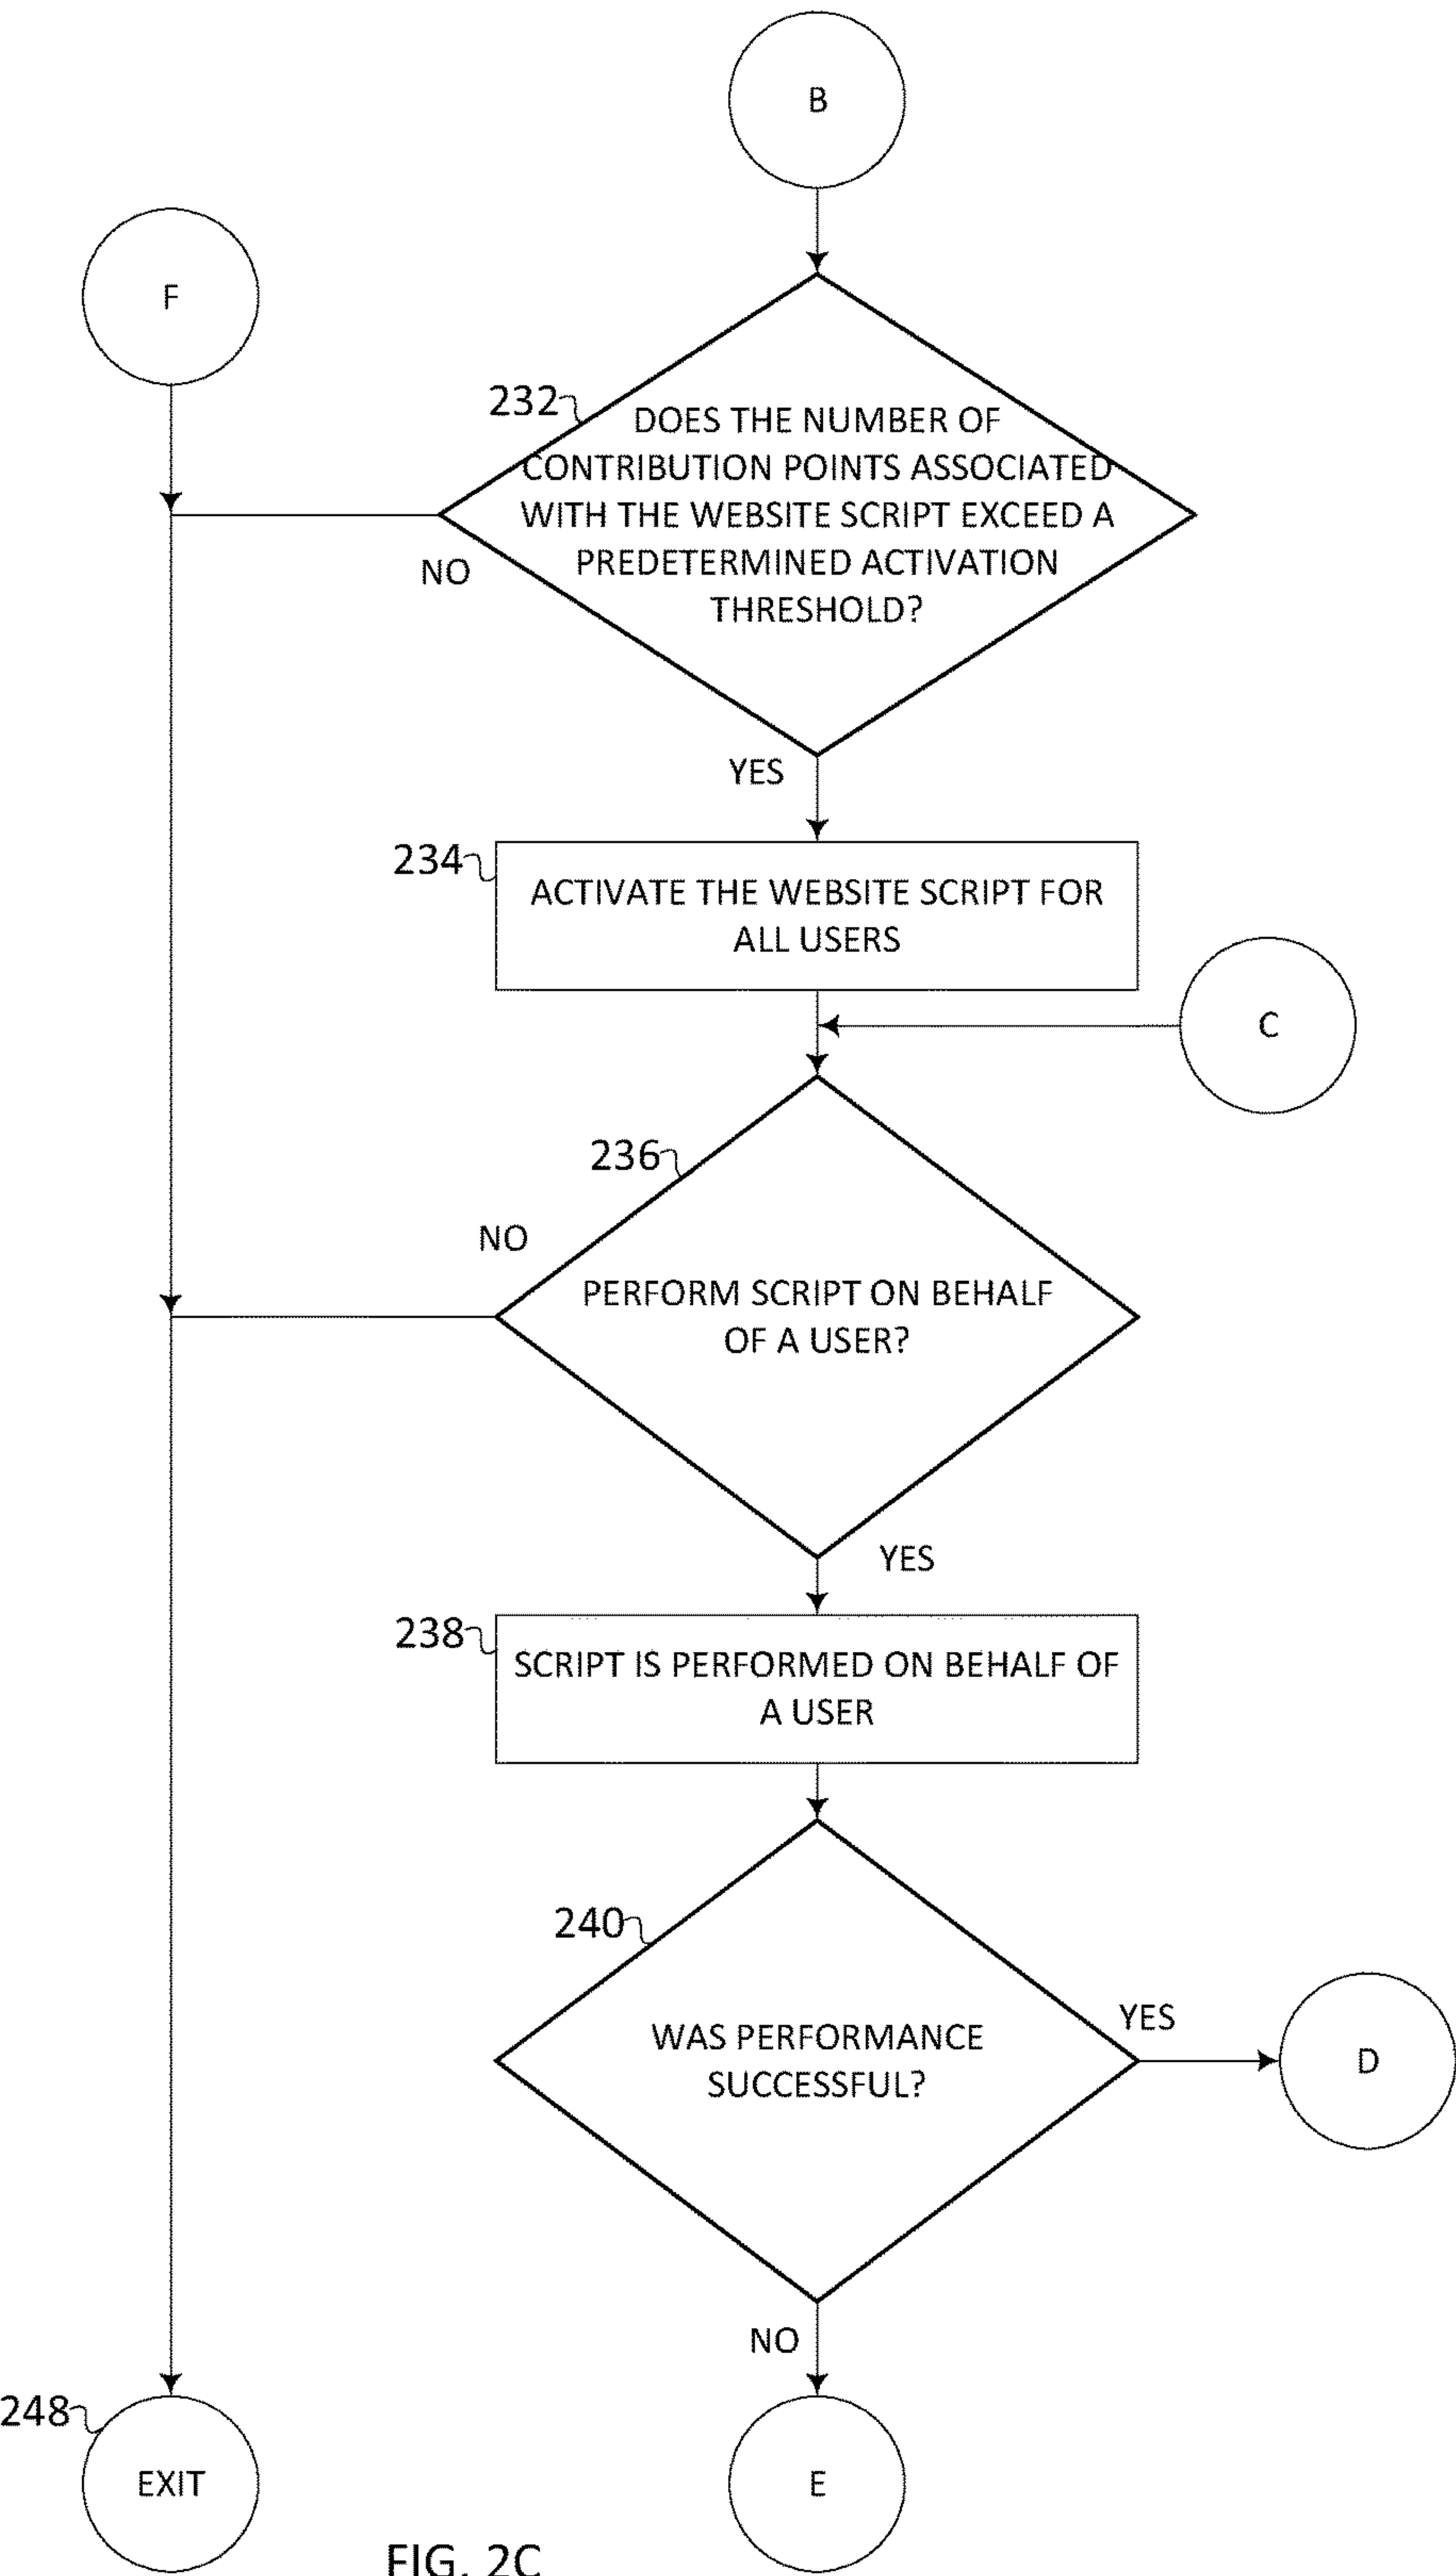 B
F
232
DOES THE NUMBER OF
CONTRIBUTION POINTS ASSOCIATED
WITH THE WEBSITE SCRIPT EXCEED A
PREDETERMINED ACTIVATION
THRESHOLD?
NO
YES
234
ACTIVATE THE WEBSITE SCRIPT FOR
ALL USERS
C
236
NO
PERFORM SCRIPT ON BEHALF
OF A USER?
YES
238
SCRIPT IS PERFORMED ON BEHALF OF
A USER
240
WAS PERFORMANCE
SUCCESSFUL?
YES
D
NO
248
EXIT
E
FIG. 2C